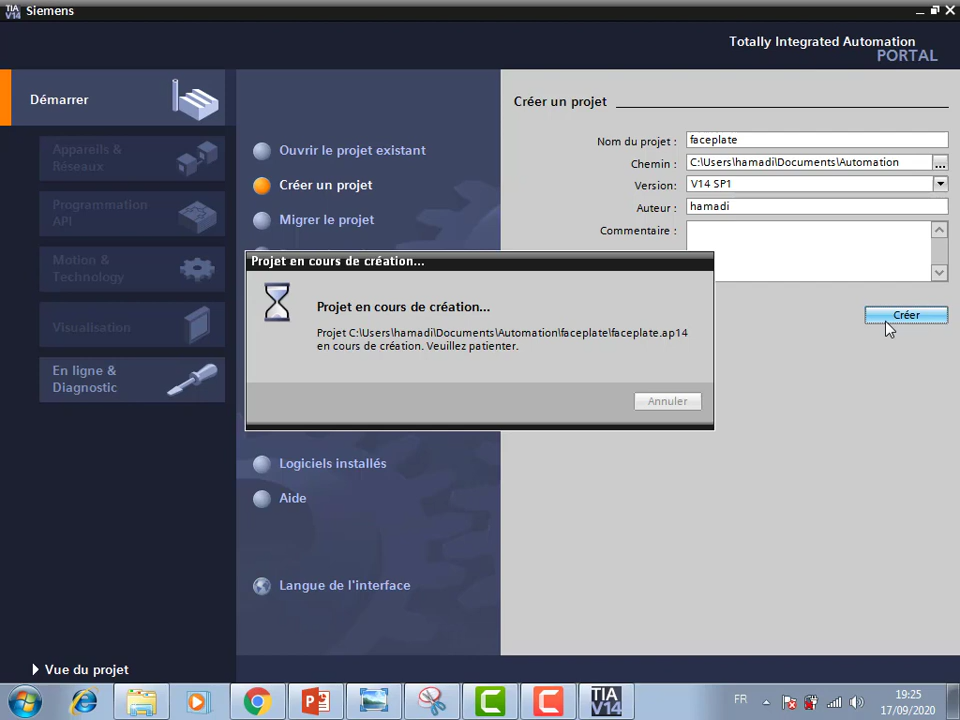 TIA
V14
Siemens
Totally Integrated Automation
PORTAL
Démarrer
Appareils &
Réseaux
Programmation
API
Motion &
Technology
Visualisation
En ligne &
Diagnostic
Vue du projet
Ouvrir le projet existant
Créer un projet
Migrer le projet
Logiciels installés
Aide
Langue de l'interface
Créer un projet
Nom du projet : faceplate
Chemin : C:\Users\hamadi\Documents\Automation ...
Version: V14 SP1
Auteur : hamadi
Commentaire :
Créer
Projet en cours de création...
Projet en cours de création...
Projet C:\Users\hamadi\Documents\Automation\faceplate\faceplate.ap14
en cours de création. Veuillez patienter.
Annuler
TIA
V14
FR
19:25
17/09/2020